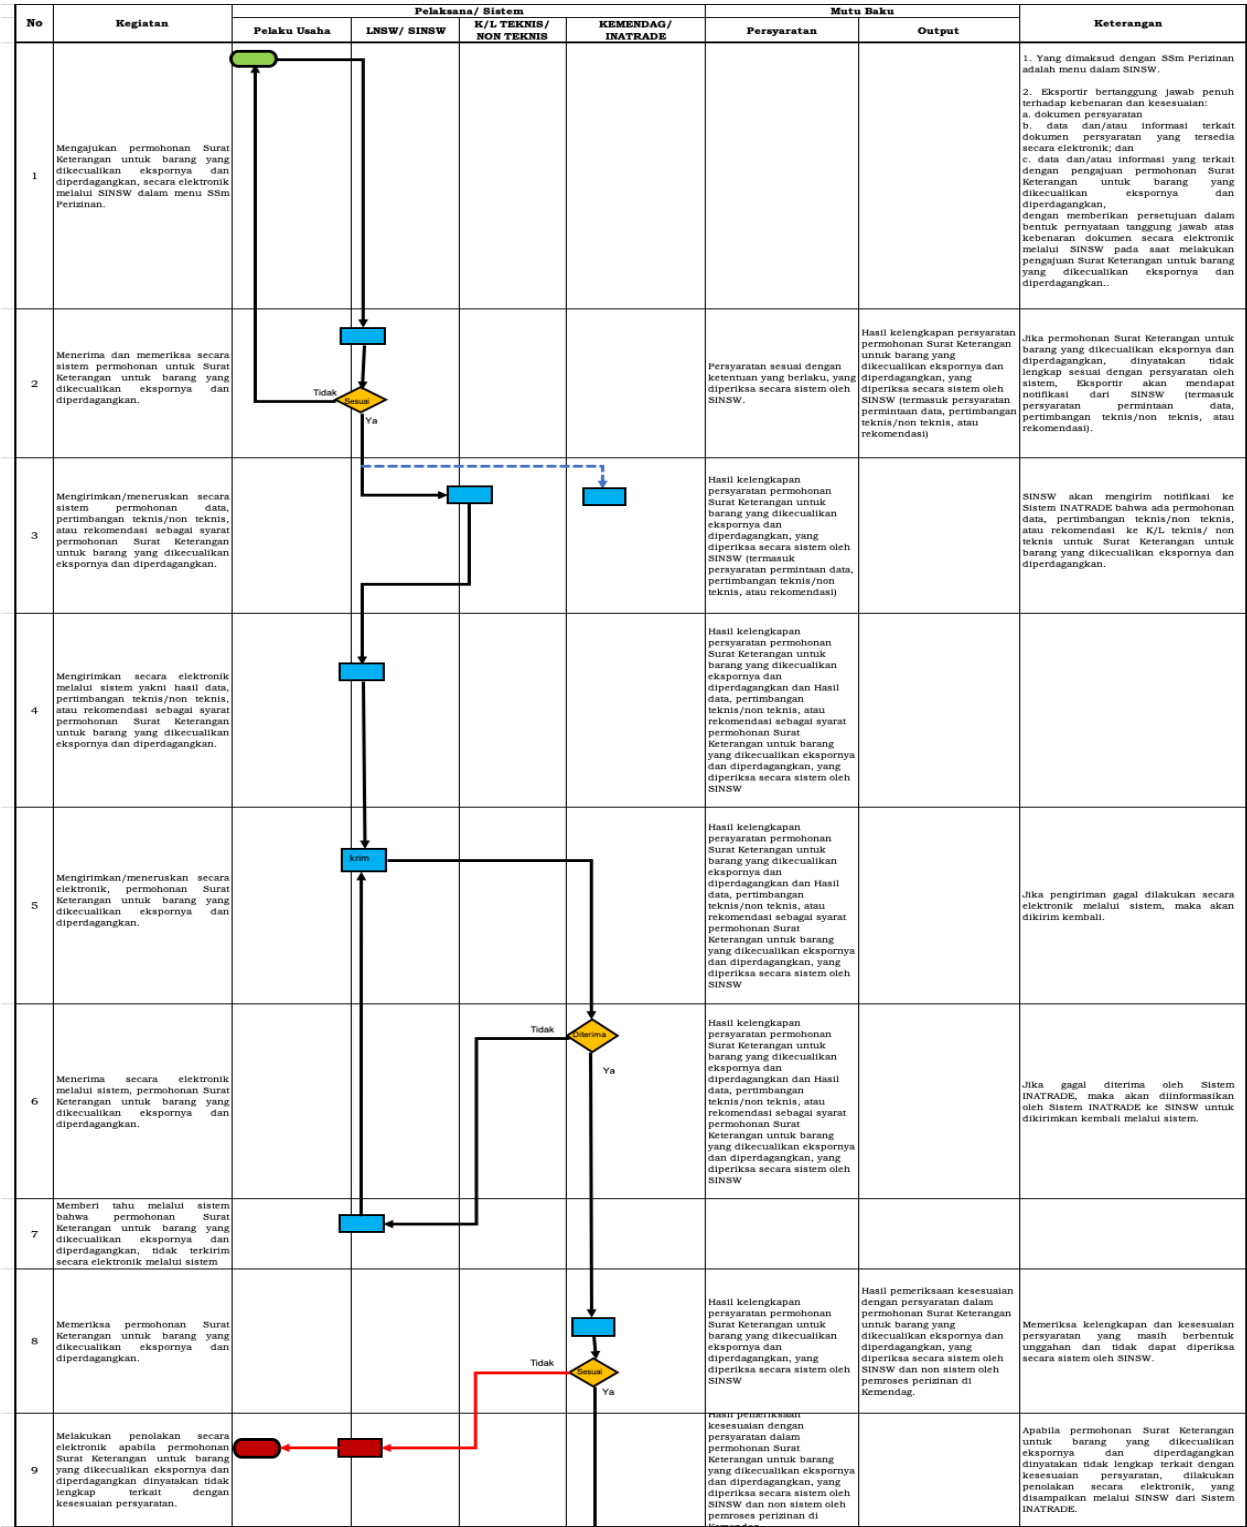 No
Kegiatan
Pelaksana/ Sistem
Mutu Baku
Keterangan
Pelaku Usaha
LNSW/ SINSW
K/L TEKNIS/
NON TEKNIS
KEMENDAG/
INATRADE
Persyaratan
Output
1
Mengajukan permohonan Surat
Keterangan untuk barang yang
dikecualikan ekspornya dan
diperdagangkan, secara elektronik
melalui SINSW dalam menu SSm
Perizinan.
1. Yang dimaksud dengan SSm Perizinan
adalah menu dalam SINSW.
2. Eksportir bertanggung jawab penuh
terhadap kebenaran dan kesesuaian:
a. dokumen persyaratan
b. data dan/atau informasi terkait
dokumen persyaratan yang tersedia
secara elektronik; dan
c. data dan/atau informasi yang terkait
dengan pengajuan permohonan Surat
Keterangan untuk barang yang
dikecualikan ekspornya dan
diperdagangkan,
dengan memberikan persetujuan dalam
bentuk pernyataan tanggung jawab atas
kebenaran dokumen secara elektronik
melalui SINSW pada saat melakukan
pengajuan Surat Keterangan untuk barang
yang dikecualikan ekspornya dan
diperdagangkan..
2
Menerima dan memeriksa secara
sistem permohonan untuk Surat
Keterangan untuk barang yang
dikecualikan ekspornya dan
diperdagangkan.
Tidak
Sesuai
Ya
Persyaratan sesuai dengan
ketentuan yang berlaku, yang
diperiksa secara sistem oleh
SINSW.
Hasil kelengkapan persyaratan
permohonan Surat Keterangan
untuk barang yang
dikecualikan ekspornya dan
diperdagangkan, yang
diperiksa secara sistem oleh
SINSW (termasuk persyaratan
permintaan data, pertimbangan
teknis/non teknis, atau
rekomendasi)
Jika permohonan Surat Keterangan untuk
barang yang dikecualikan ekspornya dan
diperdagangkan, dinyatakan tidak
lengkap sesuai dengan persyaratan oleh
sistem, Eksportir akan mendapat
notifikasi dari SINSW (termasuk
persyaratan permintaan data,
pertimbangan teknis/non teknis, atau
rekomendasi).
3
Mengirimkan/meneruskan secara
sistem permohonan data,
pertimbangan teknis/non teknis,
atau rekomendasi sebagai syarat
permohonan Surat Keterangan
untuk barang yang dikecualikan
ekspornya dan diperdagangkan.
Hasil kelengkapan
persyaratan permohonan
Surat Keterangan untuk
barang yang dikecualikan
ekspornya dan
diperdagangkan, yang
diperiksa secara sistem oleh
SINSW (termasuk
persyaratan permintaan data,
pertimbangan teknis/non
teknis, atau rekomendasi)
SINSW akan mengirim notifikasi ke
Sistem INATRADE bahwa ada permohonan
data, pertimbangan teknis/non teknis,
atau rekomendasi ke K/L teknis/ non
teknis untuk Surat Keterangan untuk
barang yang dikecualikan ekspornya dan
diperdagangkan.
4
Mengirimkan secara elektronik
melalui sistem yakni hasil data,
pertimbangan teknis/non teknis,
atau rekomendasi sebagai syarat
permohonan Surat Keterangan
untuk barang yang dikecualikan
ekspornya dan diperdagangkan.
Hasil kelengkapan
persyaratan permohonan
Surat Keterangan untuk
barang yang dikecualikan
ekspornya dan
diperdagangkan dan Hasil
data, pertimbangan
teknis/non teknis, atau
rekomendasi sebagai syarat
permohonan Surat
Keterangan untuk barang
yang dikecualikan ekspornya
dan diperdagangkan, yang
diperiksa secara sistem oleh
SINSW
5
Mengirimkan/meneruskan secara
elektronik, permohonan Surat
Keterangan untuk barang yang
dikecualikan ekspornya dan
diperdagangkan.
krim
Hasil kelengkapan
persyaratan permohonan
Surat Keterangan untuk
barang yang dikecualikan
ekspornya dan
diperdagangkan dan Hasil
data, pertimbangan
teknis/non teknis, atau
rekomendasi sebagai syarat
permohonan Surat
Keterangan untuk barang
yang dikecualikan ekspornya
dan diperdagangkan, yang
diperiksa secara sistem oleh
SINSW
Jika pengiriman gagal dilakukan secara
elektronik melalui sistem, maka akan
dikirim kembali.
6
Menerima secara elektronik
melalui sistem, permohonan Surat
Keterangan untuk barang yang
dikecualikan ekspornya dan
diperdagangkan.
Tidak
Diterima
Ya
Hasil kelengkapan
persyaratan permohonan
Surat Keterangan untuk
barang yang dikecualikan
ekspornya dan
diperdagangkan dan Hasil
data, pertimbangan
teknis/non teknis, atau
rekomendasi sebagai syarat
permohonan Surat
Keterangan untuk barang
yang dikecualikan ekspornya
dan diperdagangkan, yang
diperiksa secara sistem oleh
SINSW
Jika gagal diterima oleh Sistem
INATRADE, maka akan diinformasikan
oleh Sistem INATRADE ke SINSW untuk
dikirimkan kembali melalui sistem.
7
Memberi tahu melalui sistem
bahwa permohonan Surat
Keterangan untuk barang yang
dikecualikan ekspornya dan
diperdagangkan, tidak terkirim
secara elektronik melalui sistem
8
Memeriksa permohonan Surat
Keterangan untuk barang yang
dikecualikan ekspornya dan
diperdagangkan.
Tidak
Sesuai
Ya
Hasil kelengkapan
persyaratan permohonan
Surat Keterangan untuk
barang yang dikecualikan
ekspornya dan
diperdagangkan, yang
diperiksa secara sistem oleh
SINSW
Hasil pemeriksaan kesesuaian
dengan persyaratan dalam
permohonan Surat Keterangan
untuk barang yang
dikecualikan ekspornya dan
diperdagangkan, yang
diperiksa secara sistem oleh
SINSW dan non sistem oleh
pemroses perizinan di
Kemendag.
Memeriksa kelengkapan dan kesesuaian
persyaratan yang masih berbentuk
unggahan dan tidak dapat diperiksa
secara sistem oleh SINSW.
9
Melakukan penolakan secara
elektronik apabila permohonan
Surat Keterangan untuk barang
yang dikecualikan ekspornya dan
diperdagangkan dinyatakan tidak
lengkap terkait dengan
kesesuaian persyaratan.
Hasil pemeriksaan
kesesuaian dengan
persyaratan dalam
permohonan Surat
Keterangan untuk barang
yang dikecualikan ekspornya
dan diperdagangkan, yang
diperiksa secara sistem oleh
SINSW dan non sistem oleh
pemroses perizinan di
Kemendag.
Apabila permohonan Surat Keterangan
untuk barang yang dikecualikan
ekspornya dan diperdagangkan
dinyatakan tidak lengkap terkait dengan
kesesuaian persyaratan, dilakukan
penolakan secara elektronik, yang
disampaikan melalui SINSW dari Sistem
INATRADE.